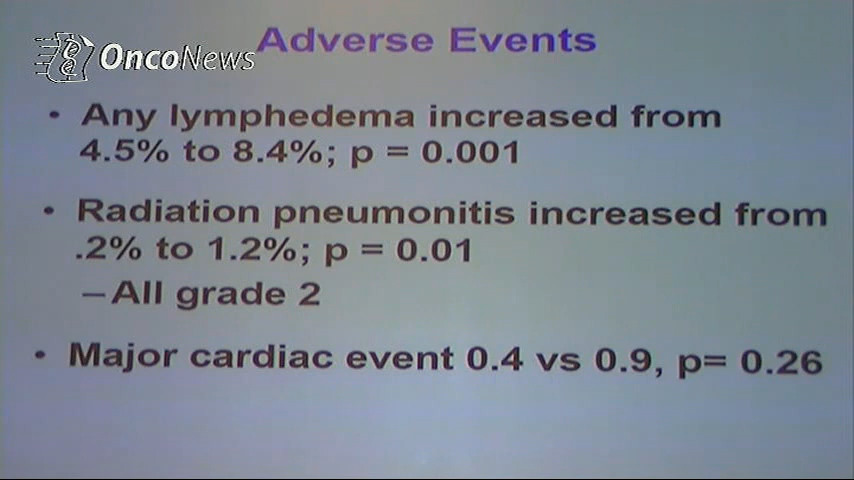 OncoNews
Adverse Events
• Any lymphedema increased from
4.5% to 8.4%; p = 0.001
• Radiation pneumonitis increased from
.2% to 1.2%; p = 0.01
–All grade 2
• Major cardiac event 0.4 vs 0.9, p= 0.26